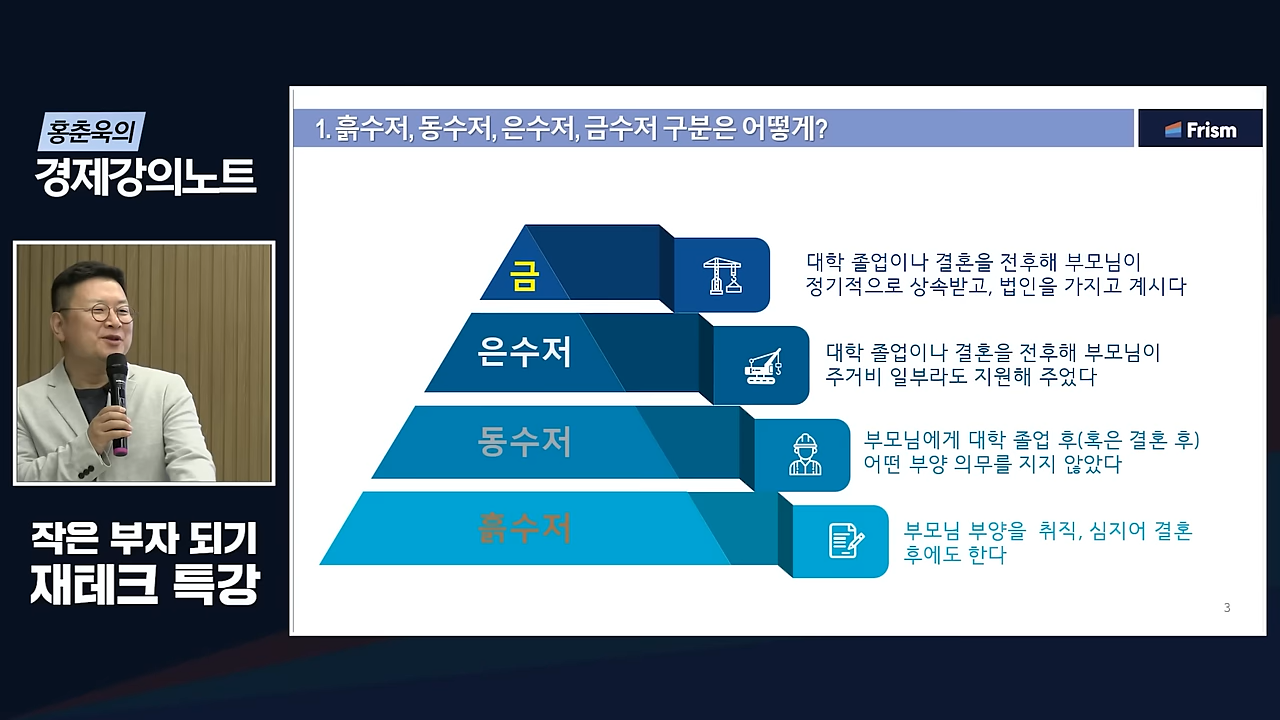 홍춘욱의
경제강의노트
작은 부자 되기
재테크 특강
1. 흙수저, 동수저, 은수저, 금수저 구분은 어떻게?
Frism
금
대학 졸업이나 결혼을 전후해 부모님이
정기적으로 상속받고, 법인을 가지고 계시다
은수저
대학 졸업이나 결혼을 전후해 부모님이
주거비 일부라도 지원해 주었다
동수저
부모님에게 대학 졸업 후(혹은 결혼 후)
어떤 부양 의무를 지지 않았다
흙수저
부모님 부양을 취직, 심지어 결혼
후에도 한다
3